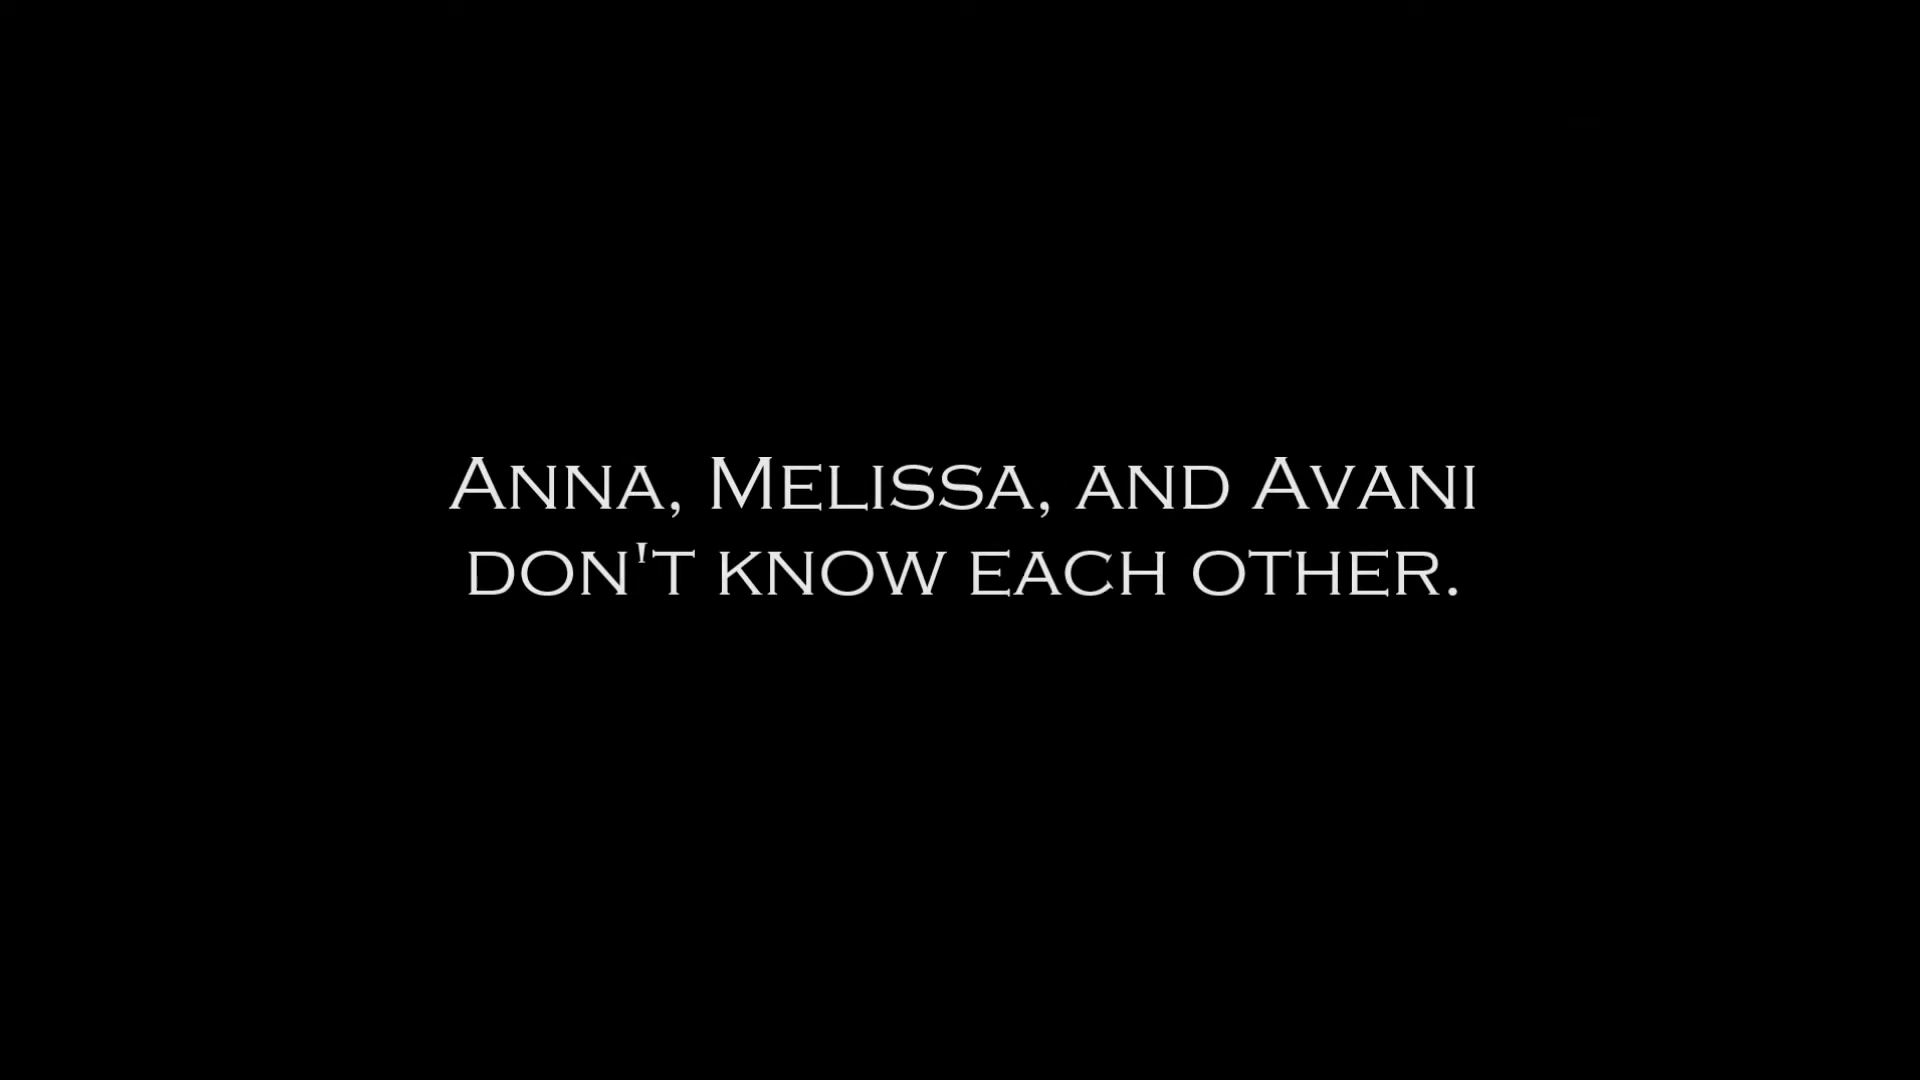 Anna, Melissa, and Avani
don't know each other.